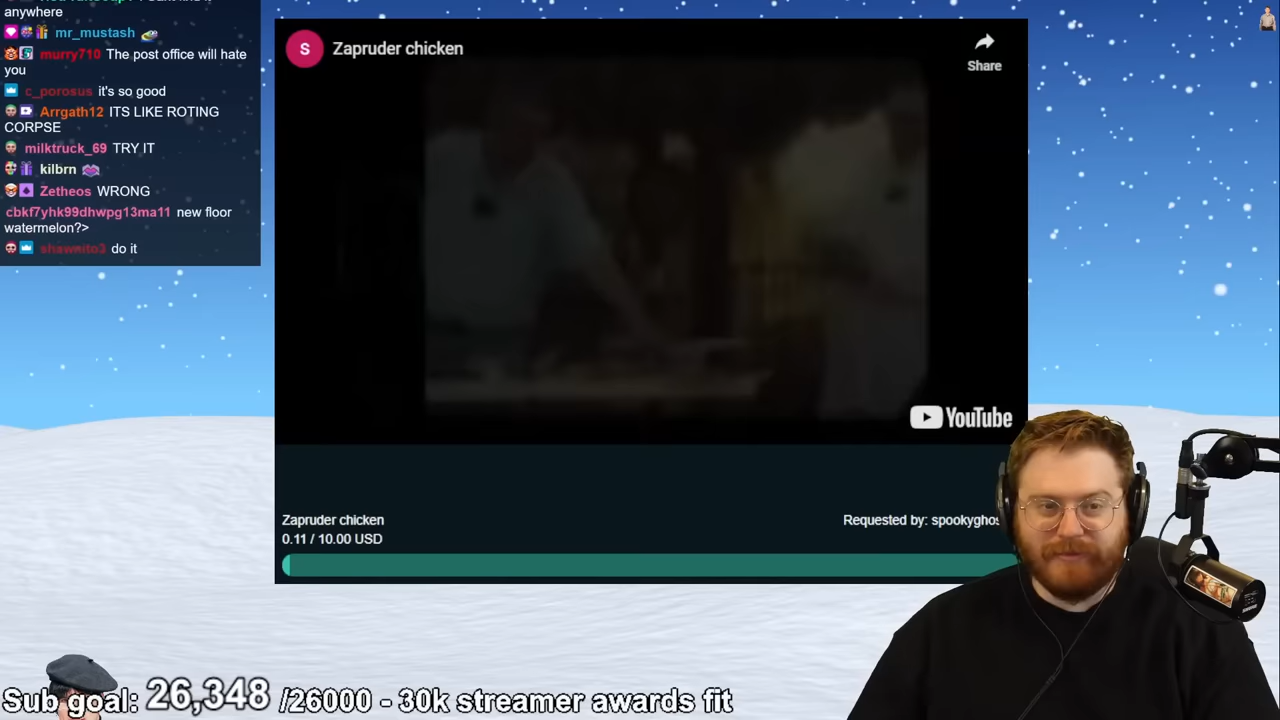 anywhere
mr_mustash
murry710 The post office will hate
you
c_porosus it's so good
Arrgath12 ITS LIKE ROTING
CORPSE
milktruck_69 TRY IT
kilbrn
Zetheos WRONG
cbkf7yhk99dhwpg13ma11 new floor
watermelon?>
shawnito3 do it
S Zapruder chicken
Share
YouTube
Zapruder chicken
Requested by: spookyghos
0.11 / 10.00 USD
Sub goal: 26,348 /26000 - 30k streamer awards fit